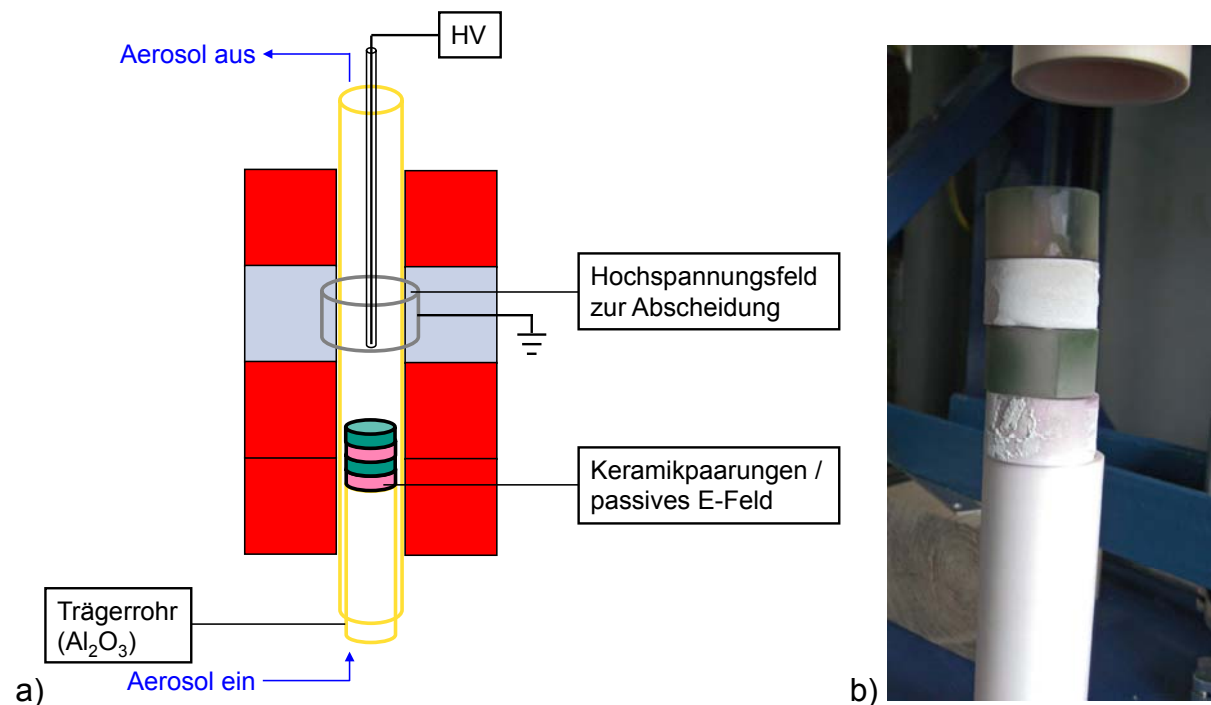 HV
Aerosol aus
Hochspannungsfeld
zur Abscheidung
Keramikpaarungen /
passives E-Feld
Trägerrohr
(Al₂O₃)
Aerosol ein
a)
b)